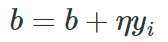 b = b + ηy_i